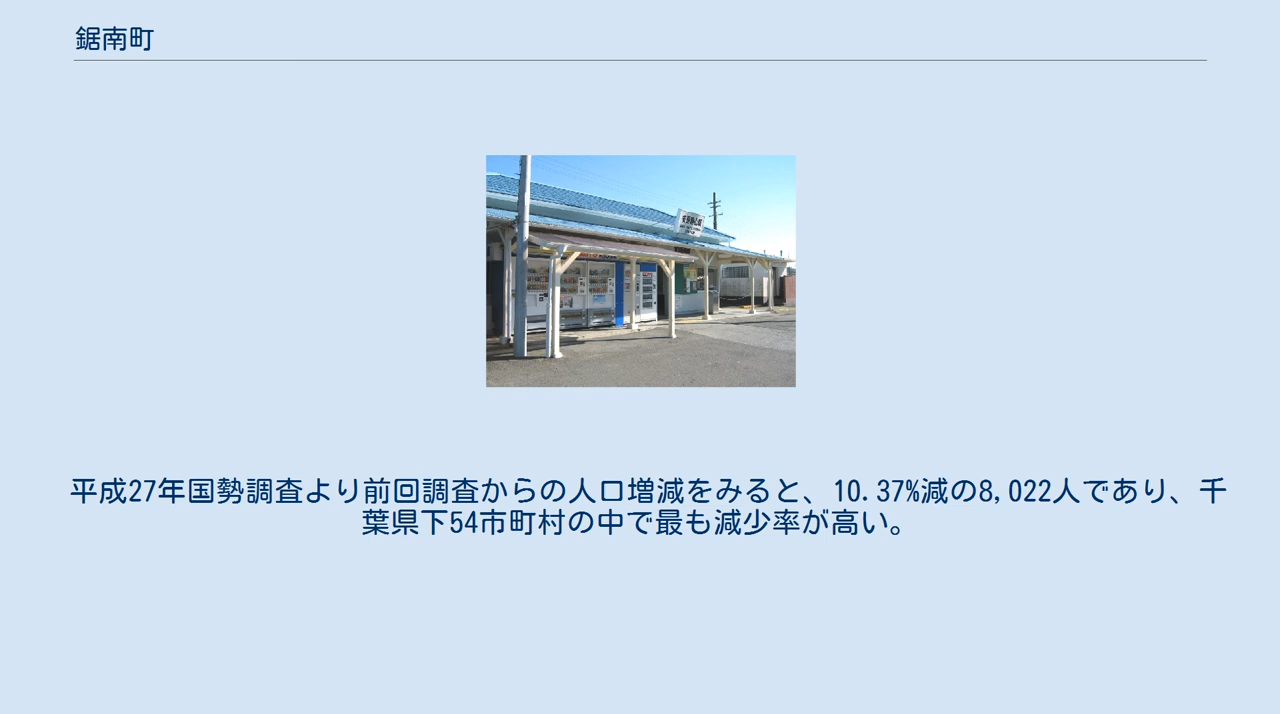 鋸南町
平成27年国勢調査より前回調査からの人口増減をみると、10.37%減の8,022人であり、千
葉県下54市町村の中で最も減少率が高い。